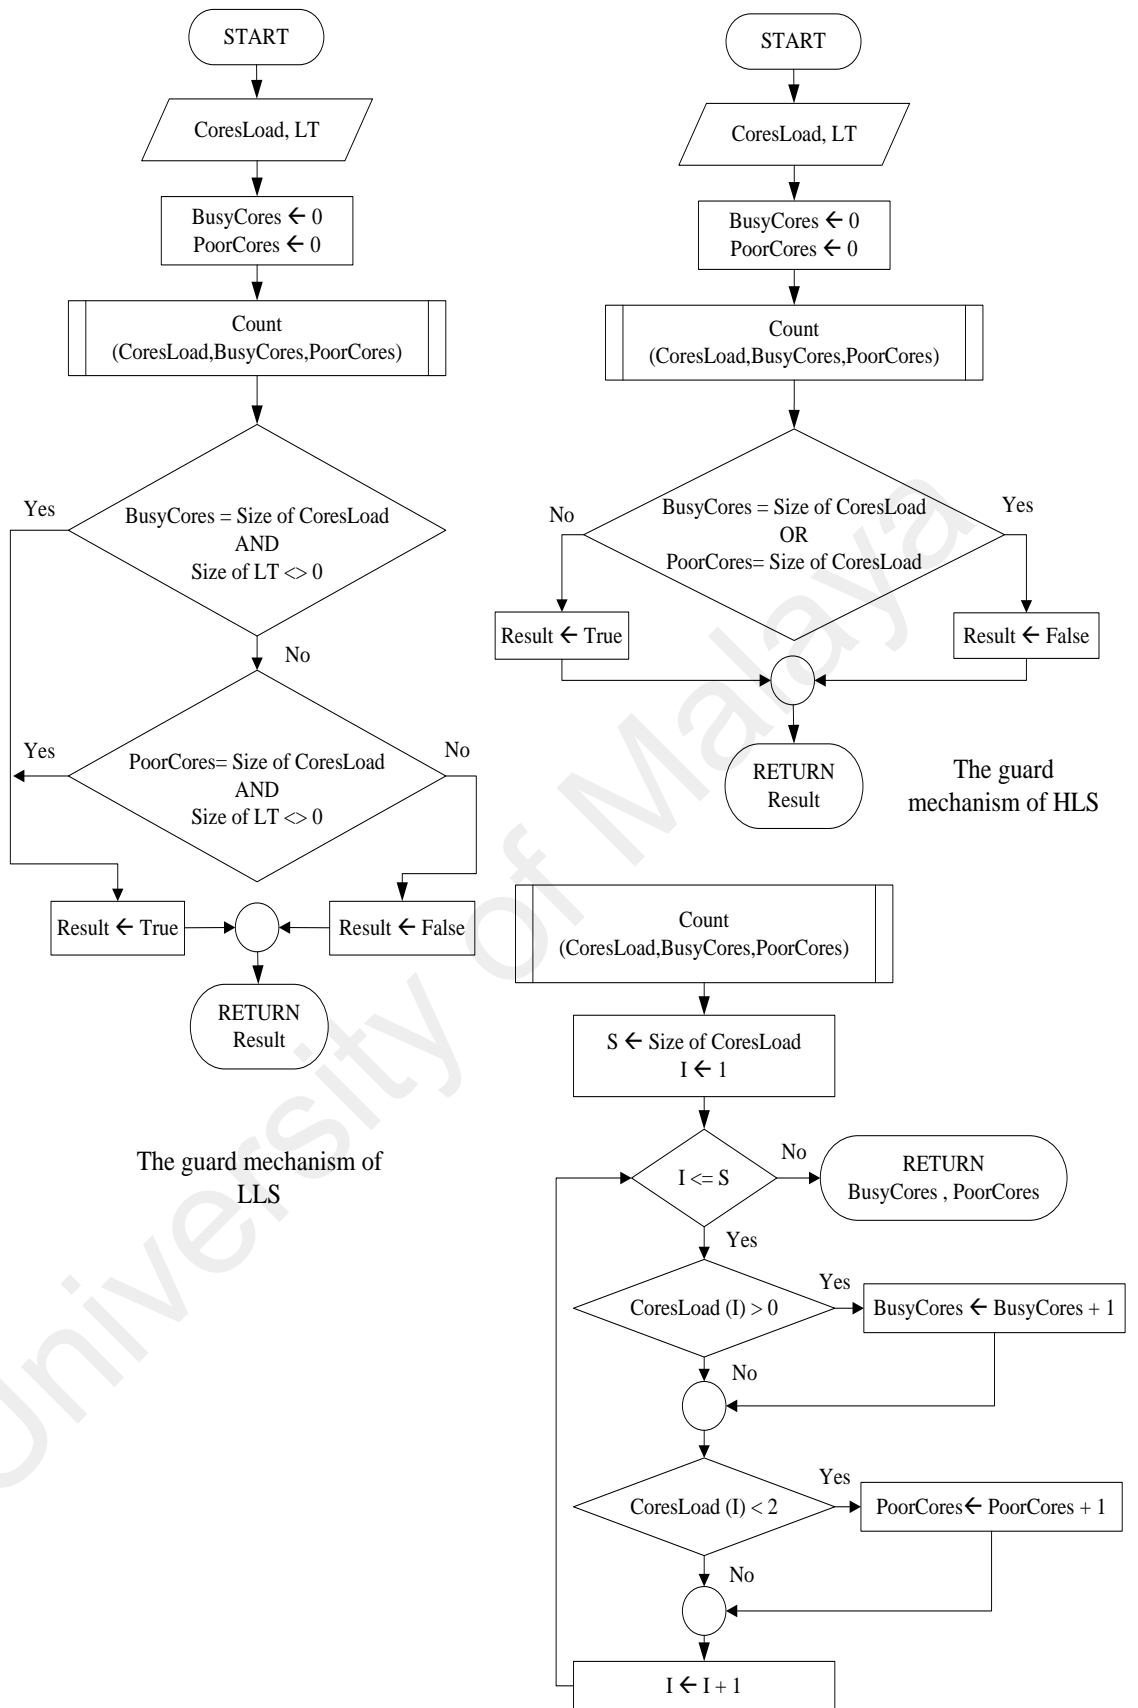 START
CoresLoad, LT
BusyCores ← 0
PoorCores ← 0
Count
(CoresLoad,BusyCores,PoorCores)
Yes
BusyCores = Size of CoresLoad
AND
Size of LT <> 0
No
Yes
PoorCores= Size of CoresLoad
AND
Size of LT <> 0
No
Result ← True
Result ← False
RETURN
Result
The guard mechanism of
LLS
START
CoresLoad, LT
BusyCores ← 0
PoorCores ← 0
Count
(CoresLoad,BusyCores,PoorCores)
No
BusyCores = Size of CoresLoad
OR
PoorCores= Size of CoresLoad
Yes
Result ← True
Result ← False
RETURN
Result
The guard
mechanism of HLS
Count
(CoresLoad,BusyCores,PoorCores)
S ← Size of CoresLoad
I ← 1
I <= S
No
RETURN
BusyCores , PoorCores
Yes
CoresLoad (I) > 0
Yes
BusyCores ← BusyCores + 1
No
CoresLoad (I) < 2
Yes
PoorCores← PoorCores + 1
No
I ← I + 1
University of Malaya